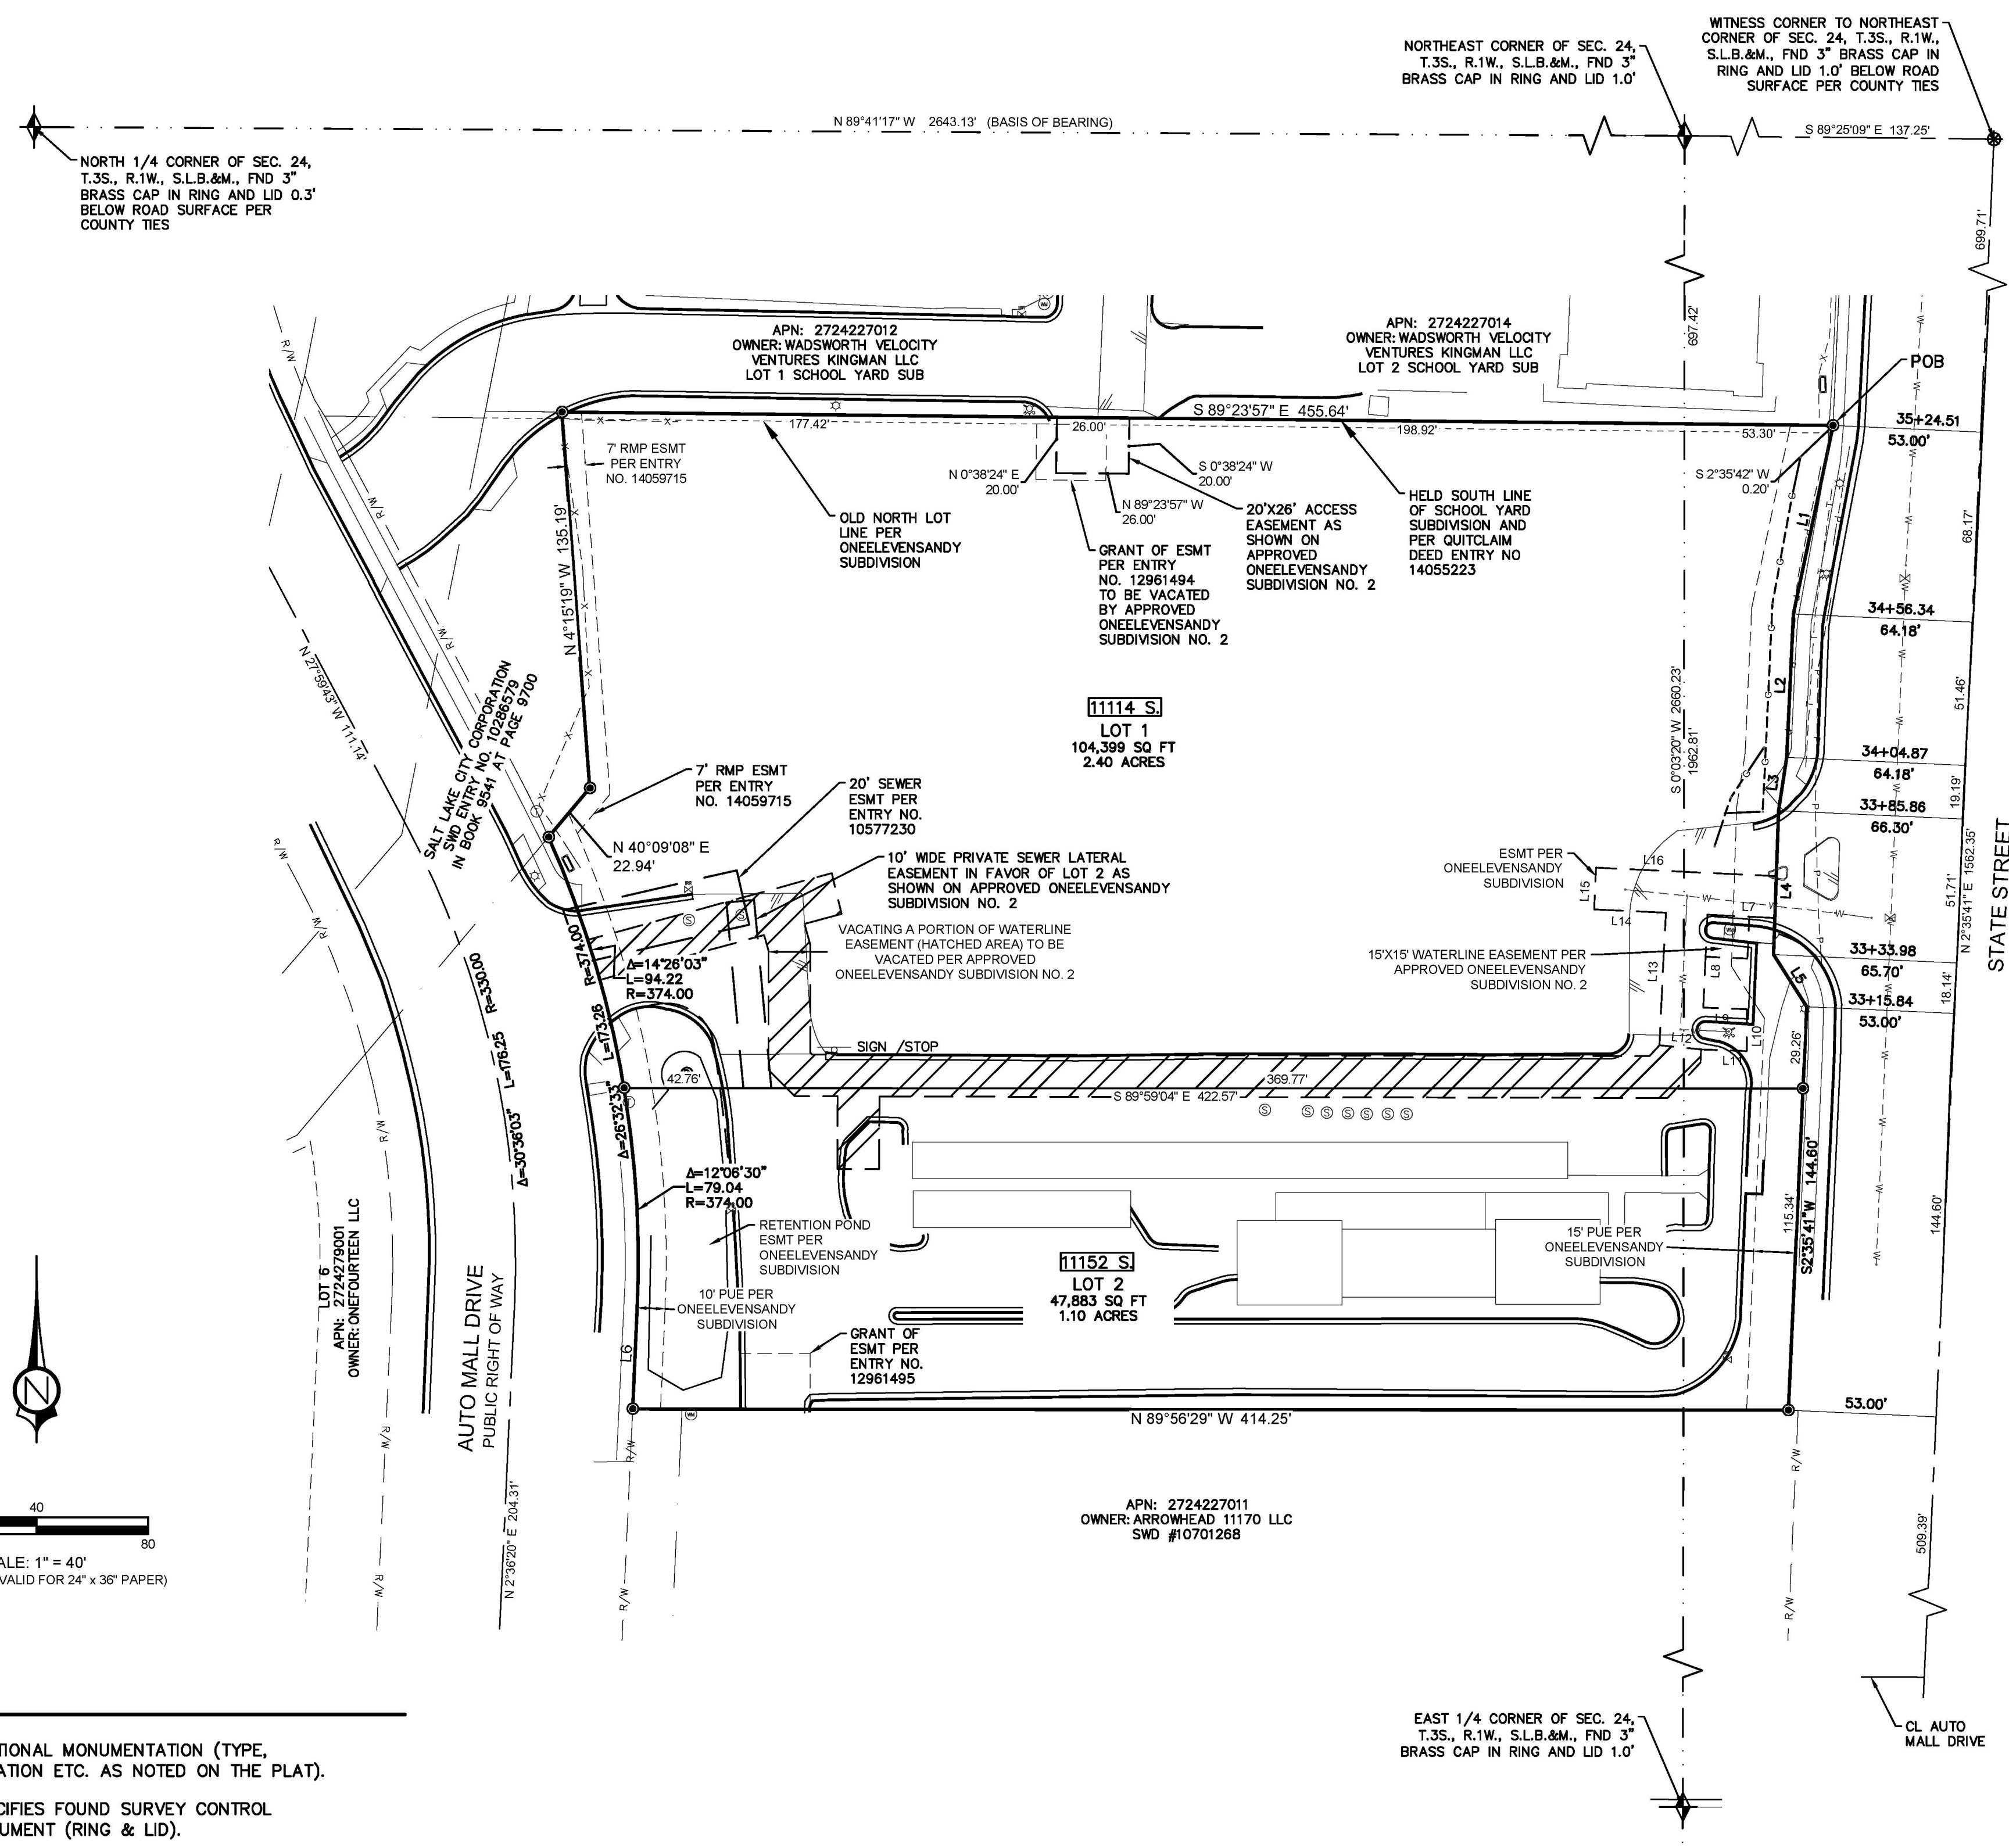 WITNESS CORNER TO NORTHEAST
CORNER OF SEC. 24, T.3S., R.1W.,
S.L.B.&M., FND 3" BRASS CAP IN
RING AND LID 1.0' BELOW ROAD
SURFACE PER COUNTY TIES
NORTHEAST CORNER OF SEC. 24,
T.3S., R.1W., S.L.B.&M., FND 3"
BRASS CAP IN RING AND LID 1.0'
N 89°41'17" W 2643.13' (BASIS OF BEARING)
S 89°25'09" E 137.25'
NORTH 1/4 CORNER OF SEC. 24,
T.3S., R.1W., S.L.B.&M., FND 3"
BRASS CAP IN RING AND LID 0.3'
BELOW ROAD SURFACE PER
COUNTY TIES
699.71'
697.42'
APN: 2724227012
OWNER: WADSWORTH VELOCITY
VENTURES KINGMAN LLC
LOT 1 SCHOOL YARD SUB
APN: 2724227014
OWNER: WADSWORTH VELOCITY
VENTURES KINGMAN LLC
LOT 2 SCHOOL YARD SUB
POB
S 89°23'57" E 455.64'
177.42'
26.00'
198.92'
53.30'
35+24.51
53.00'
7' RMP ESMT
PER ENTRY
NO. 14059715
N 0°38'24" E
20.00'
S 0°38'24" W
20.00'
N 89°23'57" W
26.00'
S 2°35'42" W
0.20'
OLD NORTH LOT
LINE PER
ONEELEVENSANDY
SUBDIVISION
GRANT OF ESMT
PER ENTRY
NO. 12961494
TO BE VACATED
BY APPROVED
ONEELEVENSANDY
SUBDIVISION NO. 2
20'X26' ACCESS
EASEMENT AS
SHOWN ON
APPROVED
ONEELEVENSANDY
SUBDIVISION NO. 2
HELD SOUTH LINE
OF SCHOOL YARD
SUBDIVISION AND
PER QUITCLAIM
DEED ENTRY NO
14055223
L1
68.17'
N 4°15'19" W 135.19'
34+56.34
64.18'
N 27°59'43" W 111.14'
SALT LAKE CITY CORPORATION
SWD ENTRY NO. 10286579
IN BOOK 9541 AT PAGE 9700
11114 S.
LOT 1
104,399 SQ FT
2.40 ACRES
S 0°03'20" W 2660.23'
1962.81'
L2
51.46'
34+04.87
64.18'
L3
19.19'
33+85.86
66.30'
7' RMP ESMT
PER ENTRY
NO. 14059715
20' SEWER
ESMT PER
ENTRY NO.
10577230
N 40°09'08" E
22.94'
10' WIDE PRIVATE SEWER LATERAL
EASEMENT IN FAVOR OF LOT 2 AS
SHOWN ON APPROVED ONEELEVENSANDY
SUBDIVISION NO. 2
VACATING A PORTION OF WATERLINE
EASEMENT (HATCHED AREA) TO BE
VACATED PER APPROVED
ONEELEVENSANDY SUBDIVISION NO. 2
ESMT PER
ONEELEVENSANDY
SUBDIVISION
L16
L15
L14
L7
L4
51.71'
N 2°35'41" E 1562.35'
STATE STREET
15'X15' WATERLINE EASEMENT PER
APPROVED ONEELEVENSANDY
SUBDIVISION NO. 2
L13
L8
L5
33+33.98
65.70'
18.14'
33+15.84
53.00'
L9
L10
L12
L11
29.26'
R=374.00
L=173.26
Δ=26°32'33"
Δ=14°26'03"
L=94.22
R=374.00
R=330.00
L=176.25
Δ=30°36'03"
SIGN /STOP
42.76'
369.77'
S 89°59'04" E 422.57'
Δ=12°06'30"
L=79.04
R=374.00
RETENTION POND
ESMT PER
ONEELEVENSANDY
SUBDIVISION
10' PUE PER
ONEELEVENSANDY
SUBDIVISION
11152 S.
LOT 2
47,883 SQ FT
1.10 ACRES
15' PUE PER
ONEELEVENSANDY
SUBDIVISION
115.34'
S2°35'41"W 144.60'
144.60'
LOT 6
APN: 2724279001
OWNER: ONEFOURTEEN LLC
AUTO MALL DRIVE
PUBLIC RIGHT OF WAY
L6
GRANT OF
ESMT PER
ENTRY NO.
12961495
N 89°56'29" W 414.25'
53.00'
N
N 2°36'20" E 204.31'
APN: 2724227011
OWNER: ARROWHEAD 11170 LLC
SWD #10701268
509.39'
40
80
ALE: 1" = 40'
VALID FOR 24" x 36" PAPER)
CL AUTO
MALL DRIVE
EAST 1/4 CORNER OF SEC. 24,
T.3S., R.1W., S.L.B.&M., FND 3"
BRASS CAP IN RING AND LID 1.0'
TIONAL MONUMENTATION (TYPE,
ATION ETC. AS NOTED ON THE PLAT).
CIFIES FOUND SURVEY CONTROL
UMENT (RING & LID).